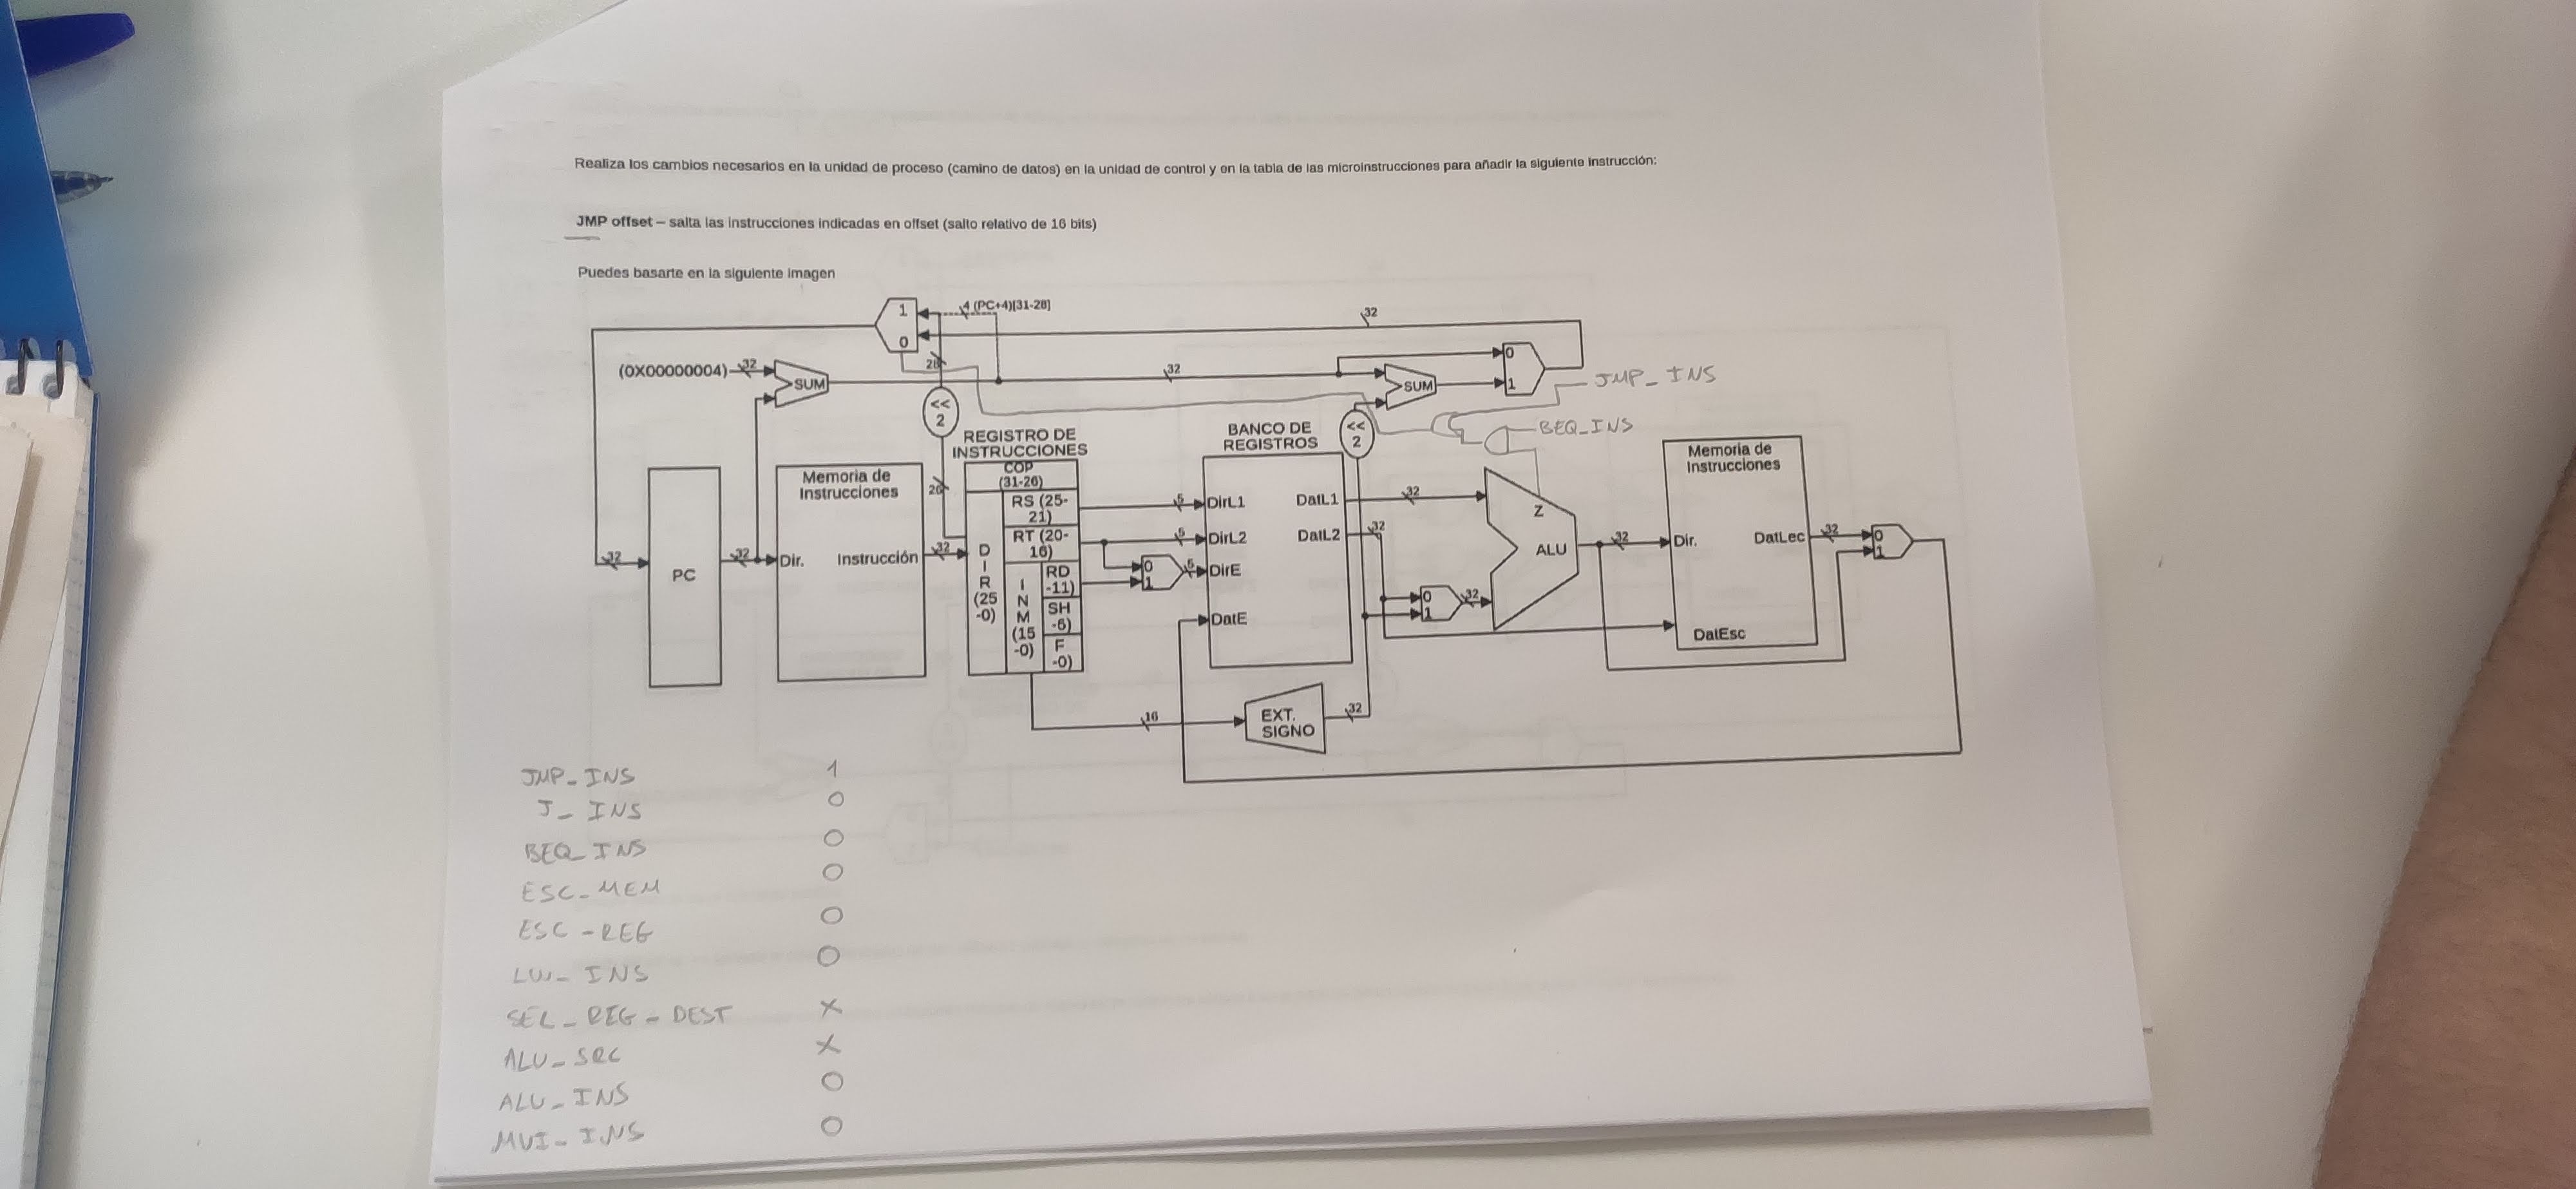 Realiza los cambios necesarios en la unidad de proceso (camino de datos) en la unidad de control y en la tabla de las microinstrucciones para añadir la siguiente instrucción:
JMP offset – salta las instrucciones indicadas en offset (salto relativo de 16 bits)
Puedes basarte en la siguiente imagen
1
0
4 (PC+4)[31-28]
32
(0X00000004)
32
SUM
28
32
0
1
SUM
JMP_INS
<<
2
<<
2
BEQ_INS
REGISTRO DE
INSTRUCCIONES
BANCO DE
REGISTROS
26
32
PC
32
Memoria de
Instrucciones
Dir.
Instrucción
32
COP
(31-26)
RS (25-
21)
RT (20-
16)
D
I
R
(25
-0)
I
N
M
(15
-0)
RD
-11)
SH
-6)
F
-0)
5
5
0
1
5
DirL1
DirL2
DirE
DatE
DatL1
DatL2
32
32
0
1
32
Z
ALU
32
Memoria de
Instrucciones
Dir.
DatLec
DatEsc
32
0
1
16
EXT.
SIGNO
32
JMP_INS 1
J_INS 0
BEQ_INS 0
ESC_MEM 0
ESC-REG 0
LW_INS 0
SEL_REG_DEST X
ALU_SRC X
ALU_INS 0
MVI_INS 0